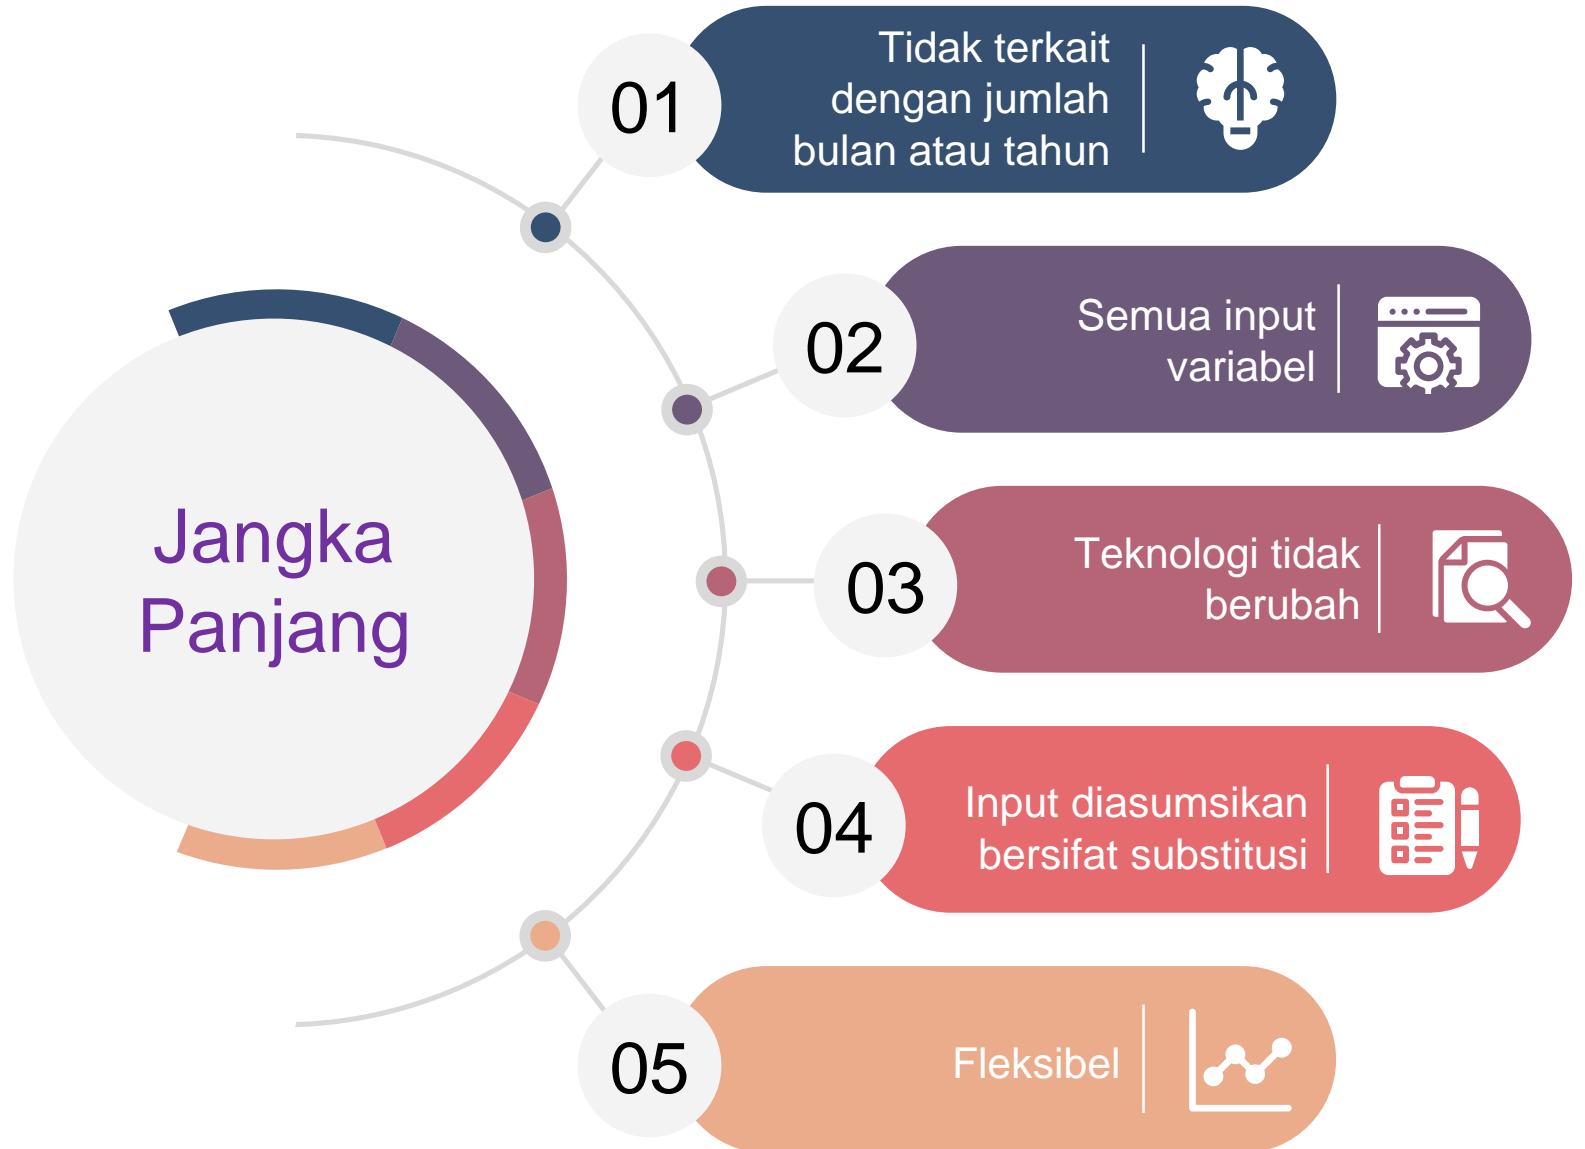 Jangka
Panjang
01
Tidak terkait
dengan jumlah
bulan atau tahun
02
Semua input
variabel
03
Teknologi tidak
berubah
04
Input diasumsikan
bersifat substitusi
05
Fleksibel